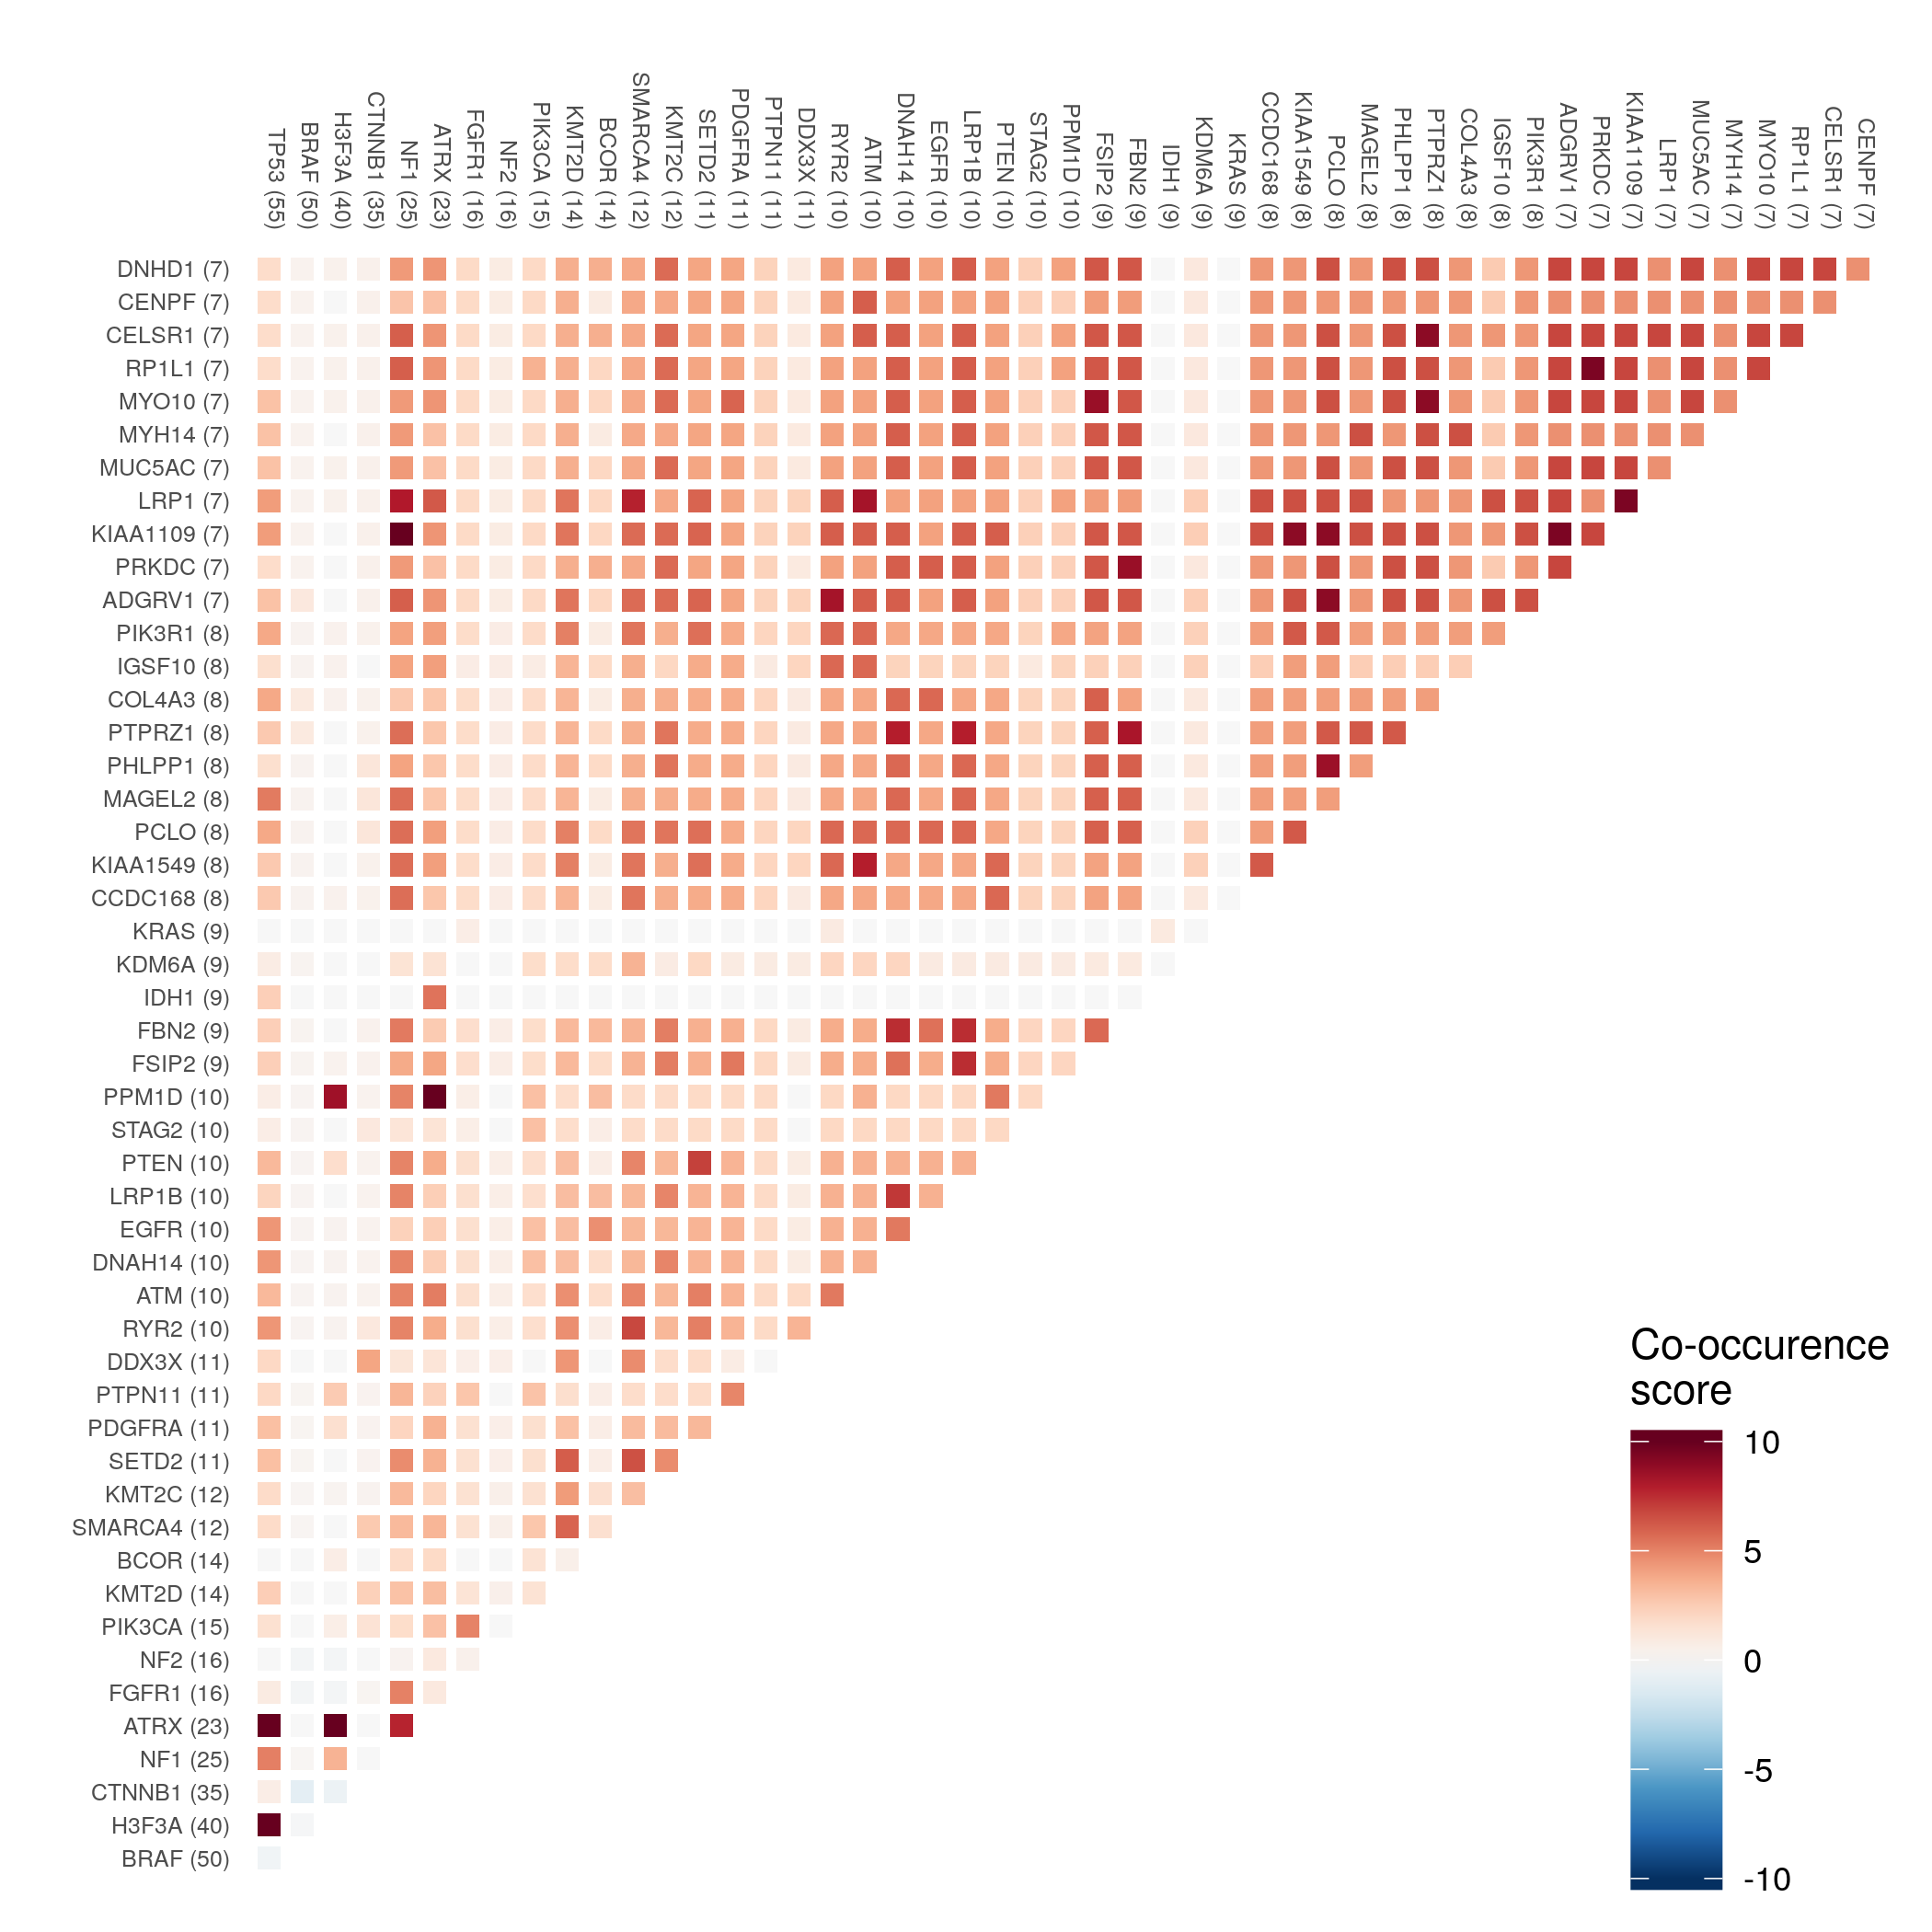 TP53 (55)
BRAF (50)
H3F3A (40)
CTNNB1 (35)
NF1 (25)
ATRX (23)
FGFR1 (16)
NF2 (16)
PIK3CA (15)
KMT2D (14)
BCOR (14)
SMARCA4 (12)
KMT2C (12)
SETD2 (11)
PDGFRA (11)
PTPN11 (11)
DDX3X (11)
RYR2 (10)
ATM (10)
DNAH14 (10)
EGFR (10)
LRP1B (10)
PTEN (10)
STAG2 (10)
PPM1D (10)
FSIP2 (9)
FBN2 (9)
IDH1 (9)
KDM6A (9)
KRAS (9)
CCDC168 (8)
KIAA1549 (8)
PCLO (8)
MAGEL2 (8)
PHLPP1 (8)
PTPRZ1 (8)
COL4A3 (8)
IGSF10 (8)
PIK3R1 (8)
ADGRV1 (7)
PRKDC (7)
KIAA1109 (7)
LRP1 (7)
MUC5AC (7)
MYH14 (7)
MYO10 (7)
RP1L1 (7)
CELSR1 (7)
CENPF (7)
DNHD1 (7)
CENPF (7)
CELSR1 (7)
RP1L1 (7)
MYO10 (7)
MYH14 (7)
MUC5AC (7)
LRP1 (7)
KIAA1109 (7)
PRKDC (7)
ADGRV1 (7)
PIK3R1 (8)
IGSF10 (8)
COL4A3 (8)
PTPRZ1 (8)
PHLPP1 (8)
MAGEL2 (8)
PCLO (8)
KIAA1549 (8)
CCDC168 (8)
KRAS (9)
KDM6A (9)
IDH1 (9)
FBN2 (9)
FSIP2 (9)
PPM1D (10)
STAG2 (10)
PTEN (10)
LRP1B (10)
EGFR (10)
DNAH14 (10)
ATM (10)
RYR2 (10)
DDX3X (11)
PTPN11 (11)
PDGFRA (11)
SETD2 (11)
KMT2C (12)
SMARCA4 (12)
BCOR (14)
KMT2D (14)
PIK3CA (15)
NF2 (16)
FGFR1 (16)
ATRX (23)
NF1 (25)
CTNNB1 (35)
H3F3A (40)
BRAF (50)
Co-occurence
score
10
5
0
-5
-10